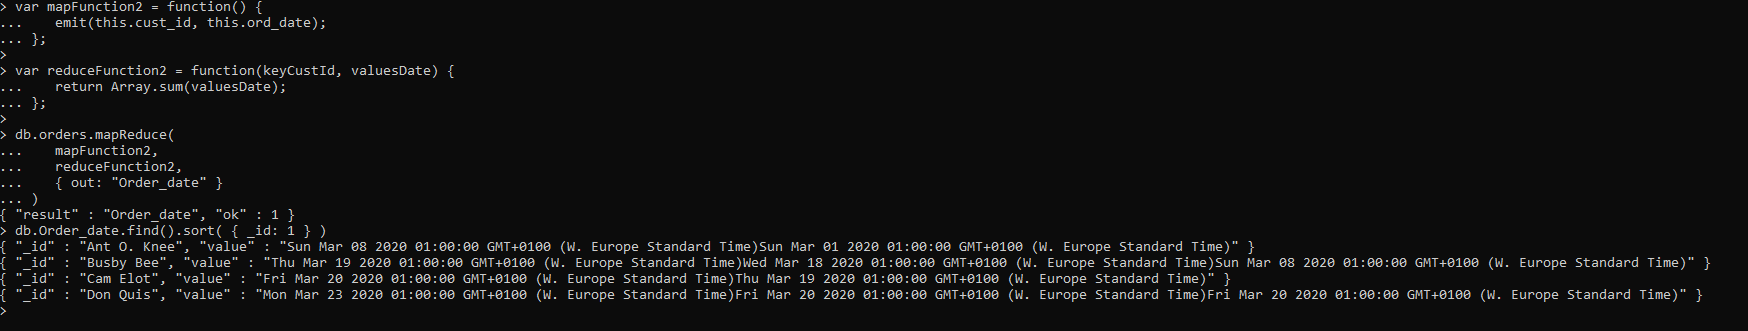 > var mapFunction2 = function() {
...    emit(this.cust_id, this.ord_date);
... };
>
> var reduceFunction2 = function(keyCustId, valuesDate) {
...    return Array.sum(valuesDate);
... };
>
> db.orders.mapReduce(
...    mapFunction2,
...    reduceFunction2,
...    { out: "Order_date" }
... )
{ "result" : "Order_date", "ok" : 1 }
> db.Order_date.find().sort( { _id: 1 } )
{ "_id" : "Ant O. Knee", "value" : "Sun Mar 08 2020 01:00:00 GMT+0100 (W. Europe Standard Time)Sun Mar 01 2020 01:00:00 GMT+0100 (W. Europe Standard Time)" }
{ "_id" : "Busby Bee", "value" : "Thu Mar 19 2020 01:00:00 GMT+0100 (W. Europe Standard Time)Wed Mar 18 2020 01:00:00 GMT+0100 (W. Europe Standard Time)Sun Mar 08 2020 01:00:00 GMT+0100 (W. Europe Standard Time)" }
{ "_id" : "Cam Elot", "value" : "Fri Mar 20 2020 01:00:00 GMT+0100 (W. Europe Standard Time)Thu Mar 19 2020 01:00:00 GMT+0100 (W. Europe Standard Time)" }
{ "_id" : "Don Quis", "value" : "Mon Mar 23 2020 01:00:00 GMT+0100 (W. Europe Standard Time)Fri Mar 20 2020 01:00:00 GMT+0100 (W. Europe Standard Time)Fri Mar 20 2020 01:00:00 GMT+0100 (W. Europe Standard Time)" }
>